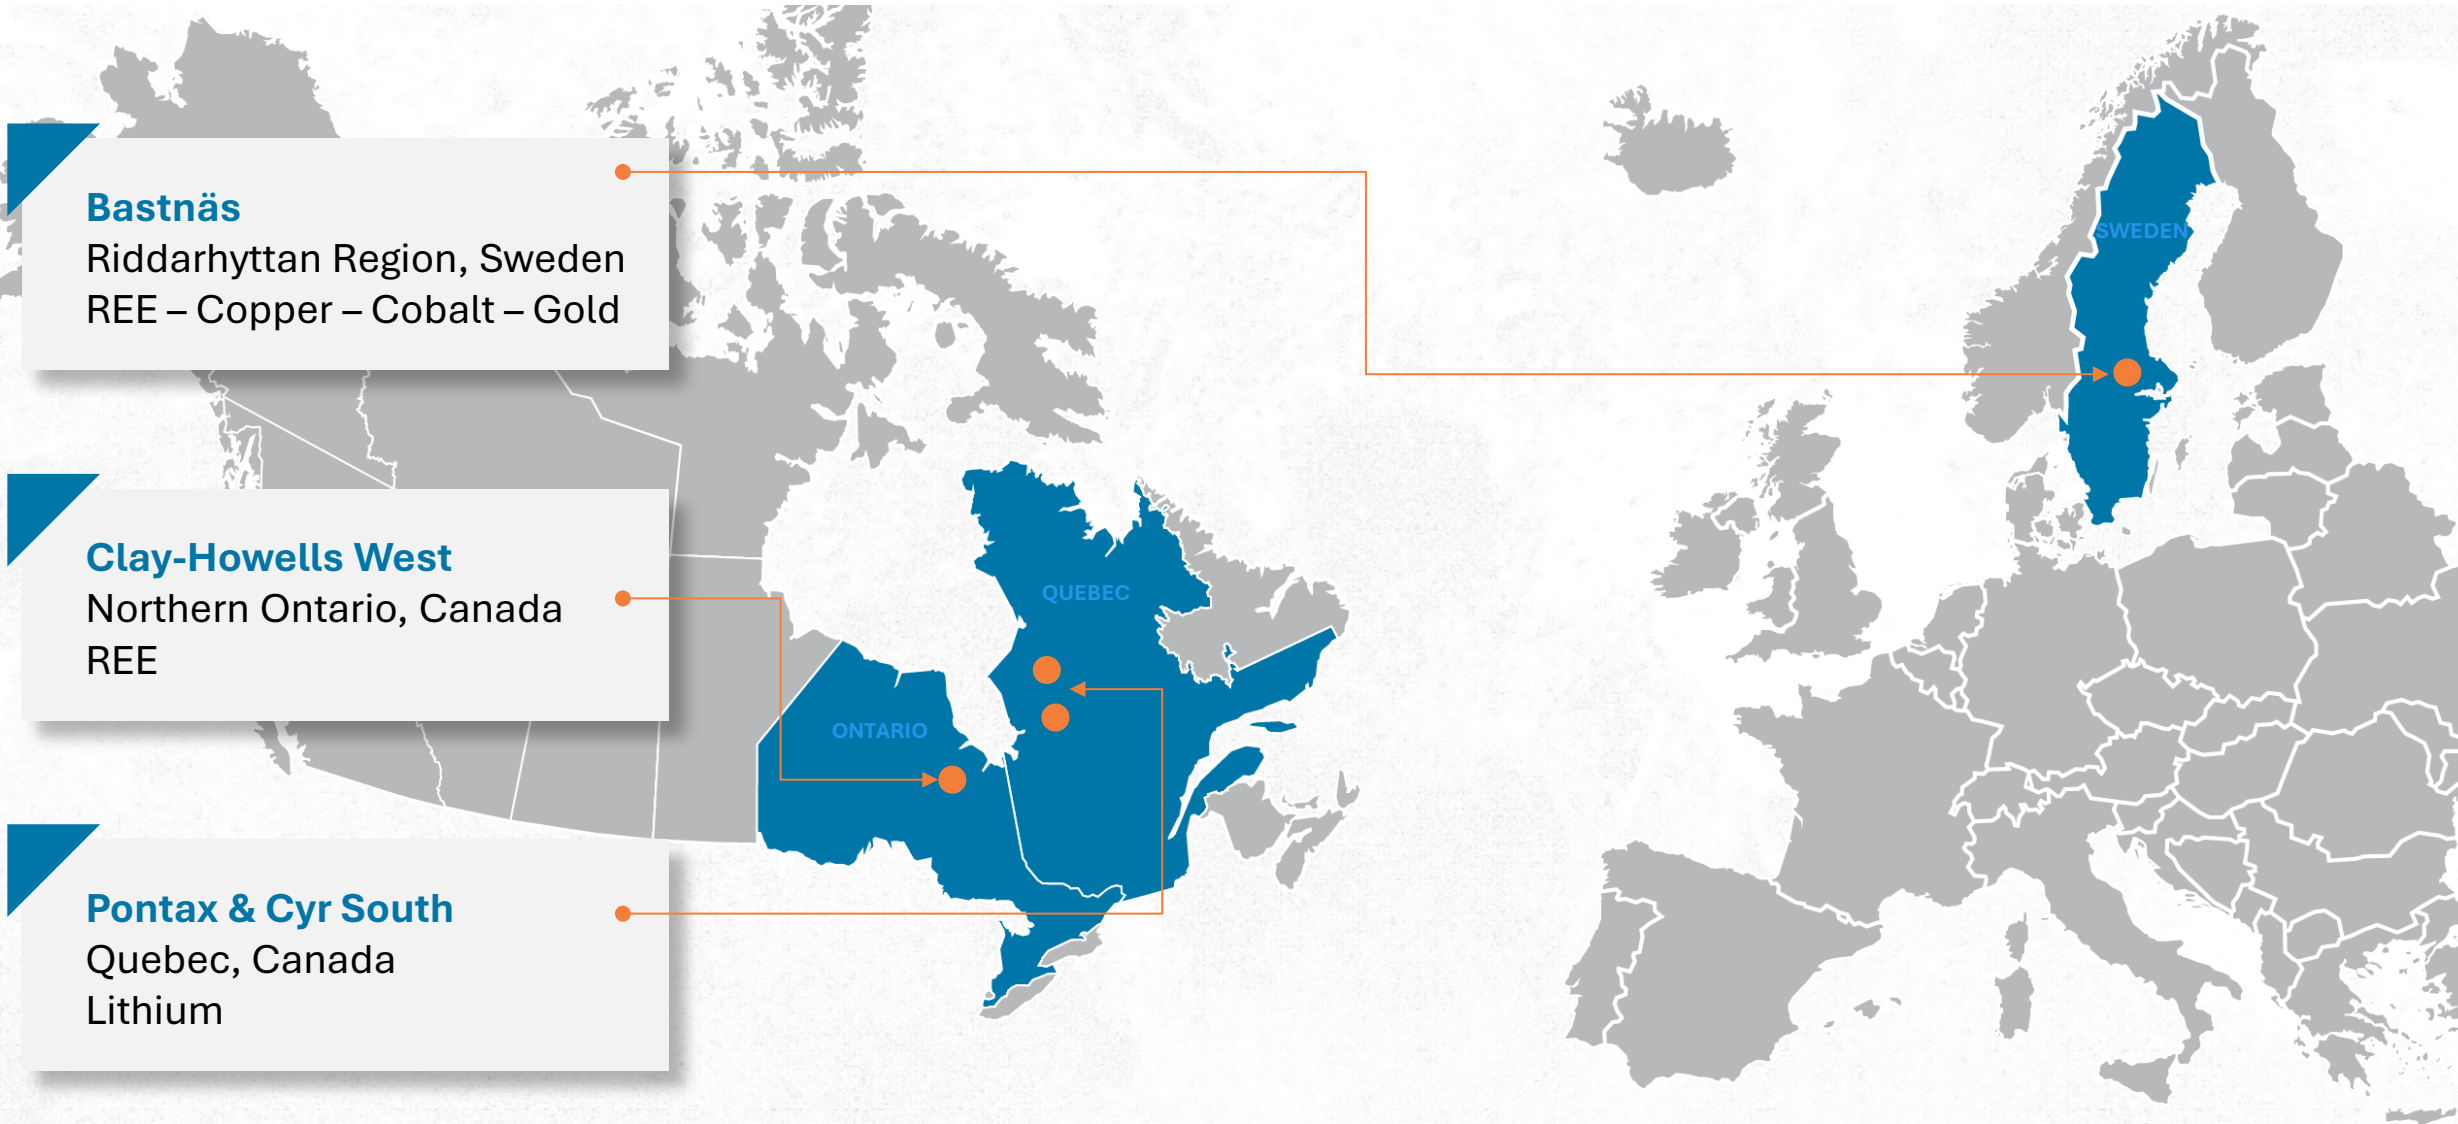 Bastnäs
Riddarhyttan Region, Sweden
REE – Copper – Cobalt – Gold
Clay-Howells West
Northern Ontario, Canada
REE
Pontax & Cyr South
Quebec, Canada
Lithium
ONTARIO
QUEBEC
SWEDEN